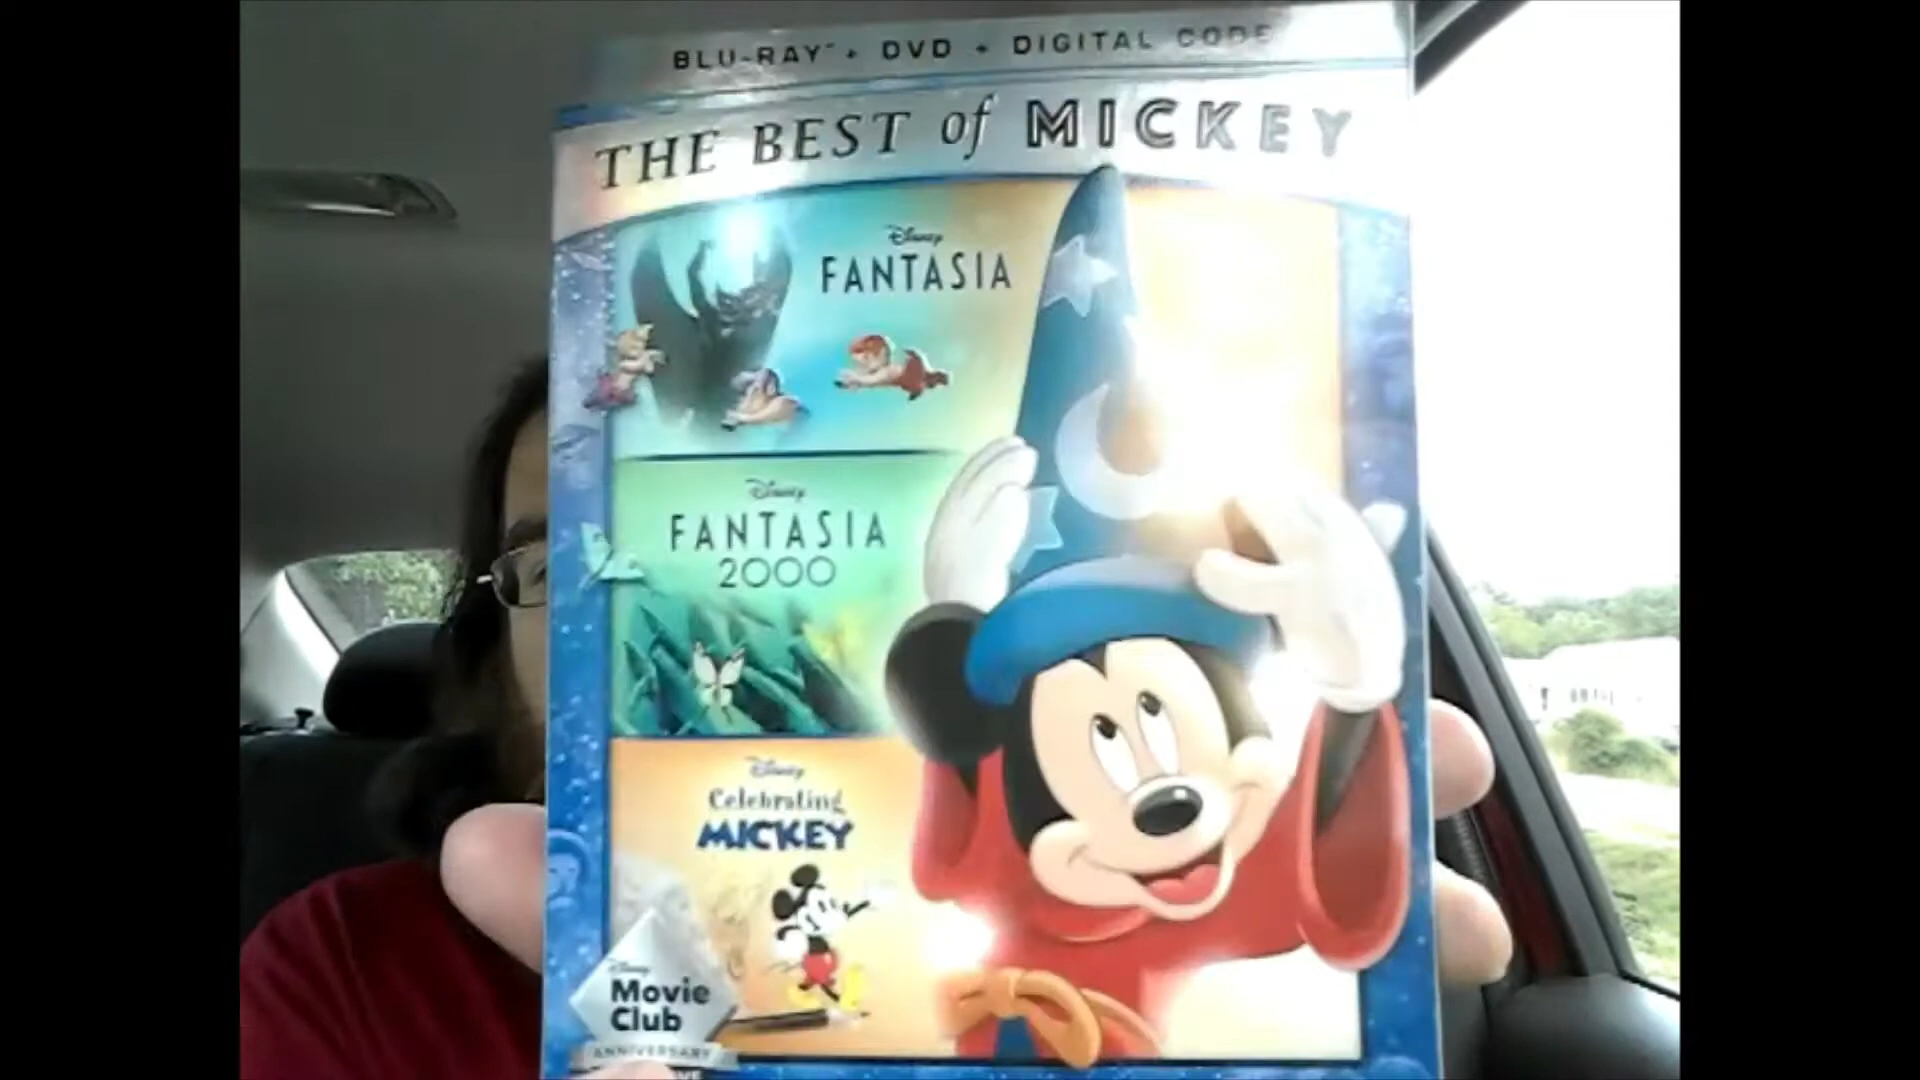 BLU-RAY™ + DVD + DIGITAL CODE
THE BEST of MICKEY
Disney
FANTASIA
Disney
FANTASIA
2000
Disney
Celebrating
MICKEY
Disney
Movie
Club
ANNIVERSARY